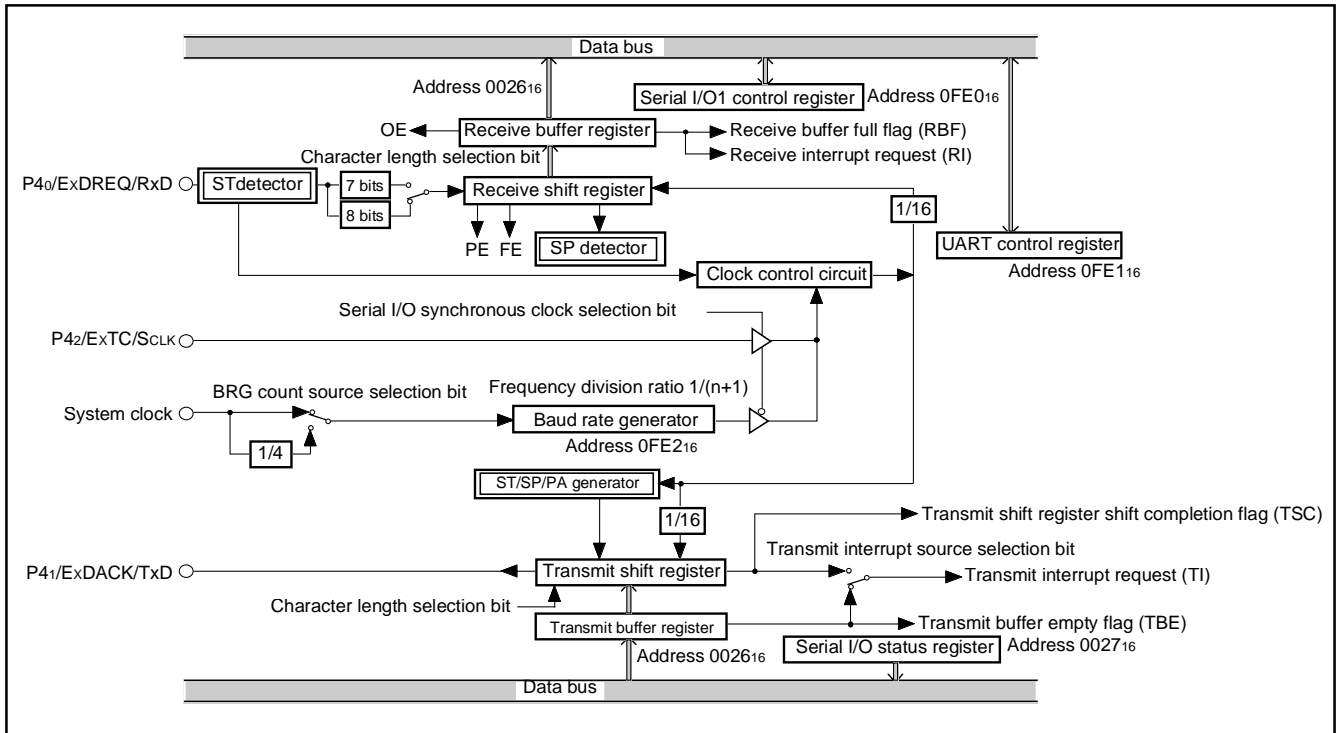 Data bus
Address 002616
Serial I/O1 control register
Address 0FE016
OE
Receive buffer register
Receive buffer full flag (RBF)
Receive interrupt request (RI)
Character length selection bit
P40/EXDREQ/RxD
STdetector
7 bits
8 bits
Receive shift register
1/16
PE
FE
SP detector
UART control register
Address 0FE116
Clock control circuit
Serial I/O synchronous clock selection bit
P42/EXTC/SCLK
BRG count source selection bit
Frequency division ratio 1/(n+1)
System clock
Baud rate generator
1/4
Address 0FE216
ST/SP/PA generator
1/16
Transmit shift register shift completion flag (TSC)
Transmit interrupt source selection bit
P41/EXDACK/TxD
Transmit shift register
Transmit interrupt request (TI)
Character length selection bit
Transmit buffer register
Transmit buffer empty flag (TBE)
Address 002616
Serial I/O status register
Address 002716
Data bus